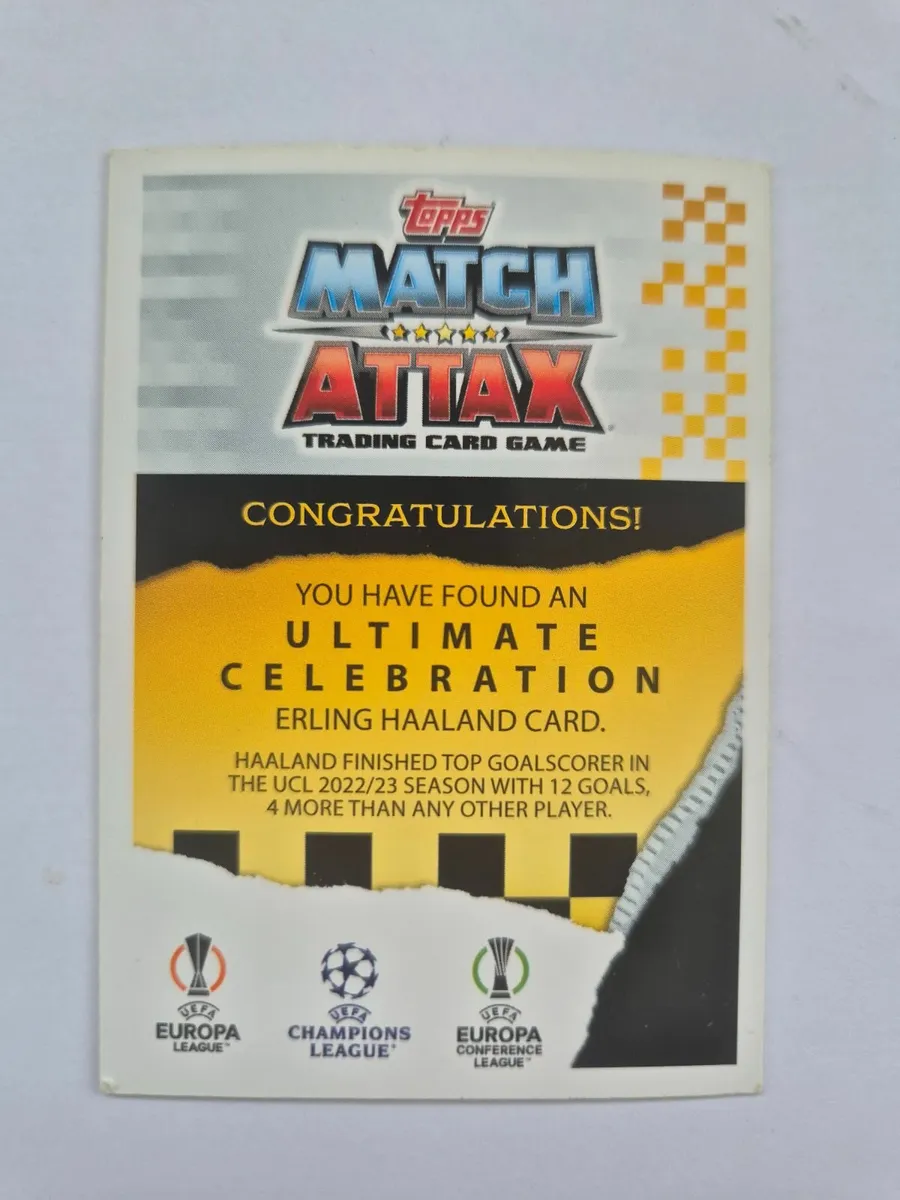 topps
MATCH
ATTAX
TRADING CARD GAME
CONGRATULATIONS!
YOU HAVE FOUND AN
ULTIMATE
CELEBRATION
ERLING HAALAND CARD.
HAALAND FINISHED TOP GOALSCORER IN
THE UCL 2022/23 SEASON WITH 12 GOALS,
4 MORE THAN ANY OTHER PLAYER.
UEFA
EUROPA
LEAGUE™
UEFA
CHAMPIONS
LEAGUE®
UEFA
EUROPA
CONFERENCE
LEAGUE™